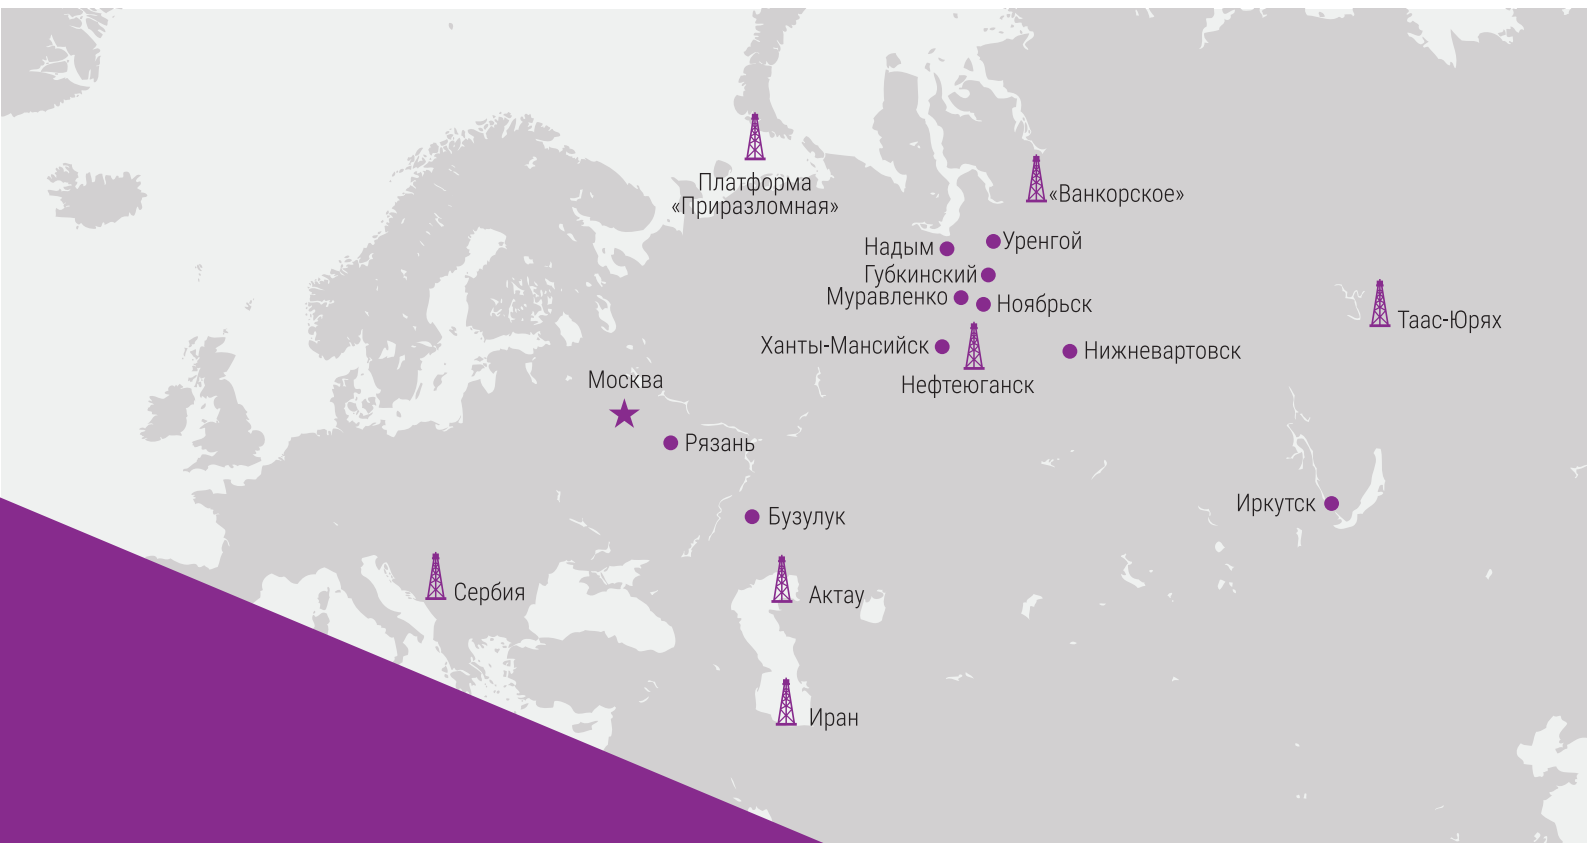 Платформа
«Приразломная»
«Ванкорское»
Надым
Уренгой
Губкинский
Муравленко
Ноябрьск
Таас-Юрях
Ханты-Мансийск
Нижневартовск
Нефтеюганск
Москва
Рязань
Иркутск
Бузулук
Сербия
Актау
Иран